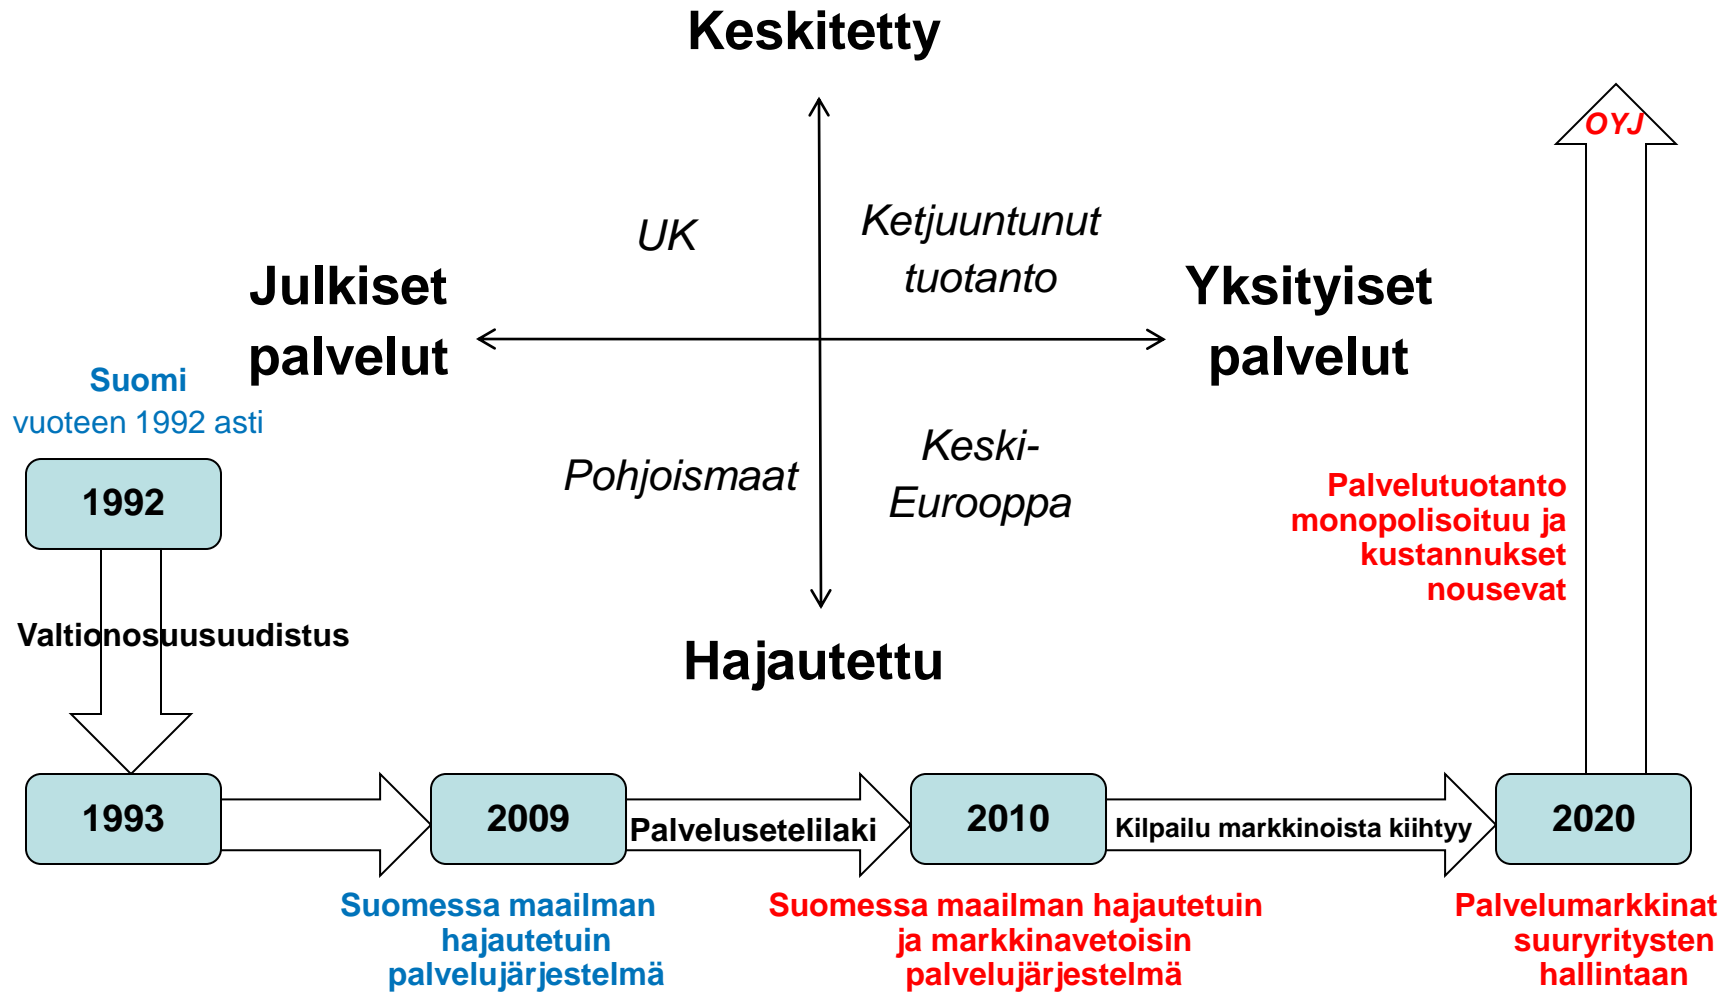 Keskitetty
OYJ
UK
Ketjuuntunut
tuotanto
Julkiset
palvelut
Yksityiset
palvelut
Suomi
vuoteen 1992 asti
1992
Pohjoismaat
Keski-
Eurooppa
Palvelutuotanto
monopolisoituu ja
kustannukset
nousevat
Valtionosuusuudistus
Hajautettu
1993
2009
Palvelusetelilaki
2010
Kilpailu markkinoista kiihtyy
2020
Suomessa maailman
hajautetuin
palvelujärjestelmä
Suomessa maailman hajautetuin
ja markkinavetoisin
palvelujärjestelmä
Palvelumarkkinat
suuryritysten
hallintaan